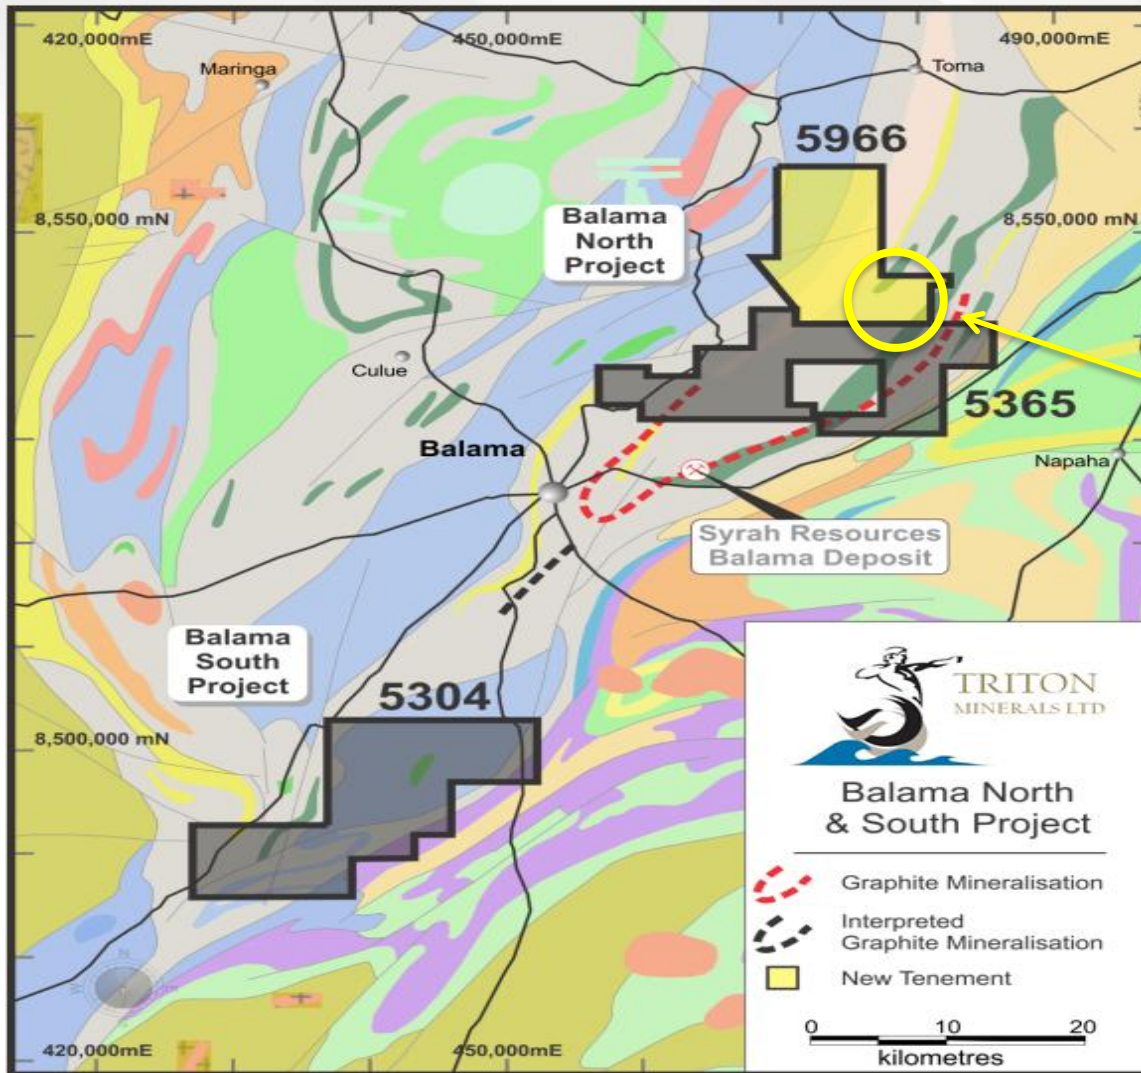 420,000mE
450,000mE
490,000mE
Maringa
Toma
5966
8,550,000 mN
8,550,000 mN
Balama
North
Project
Culue
5365
Balama
Napaha
Syrah Resources
Balama Deposit
Balama
South
Project
5304
8,500,000 mN
TRITON
MINERALS LTD
Balama North
& South Project
Graphite Mineralisation
Interpreted
Graphite Mineralisation
New Tenement
0 10 20
kilometres
N
420,000mE
450,000mE